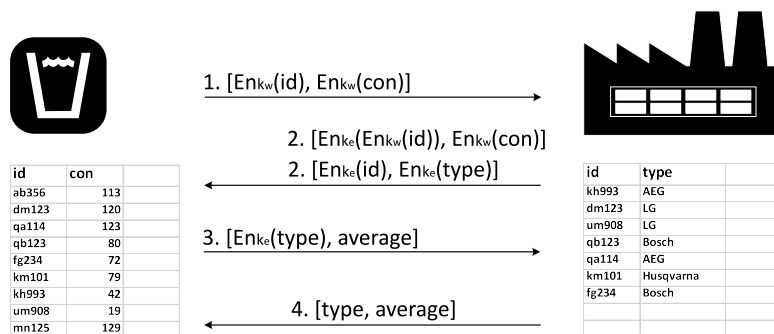 1. [Enkw(id), Enkw(con)]
2. [Enke(Enkw(id)), Enkw(con)]
2. [Enke(id), Enke(type)]
3. [Enke(type), average]
4. [type, average]
id con
ab356 113
dm123 120
qa114 123
qb123 80
fg234 72
km101 79
kh993 42
um908 19
mn125 129
id type
kh993 AEG
dm123 LG
um908 LG
qb123 Bosch
qa114 AEG
km101 Husqvarna
fg234 Bosch